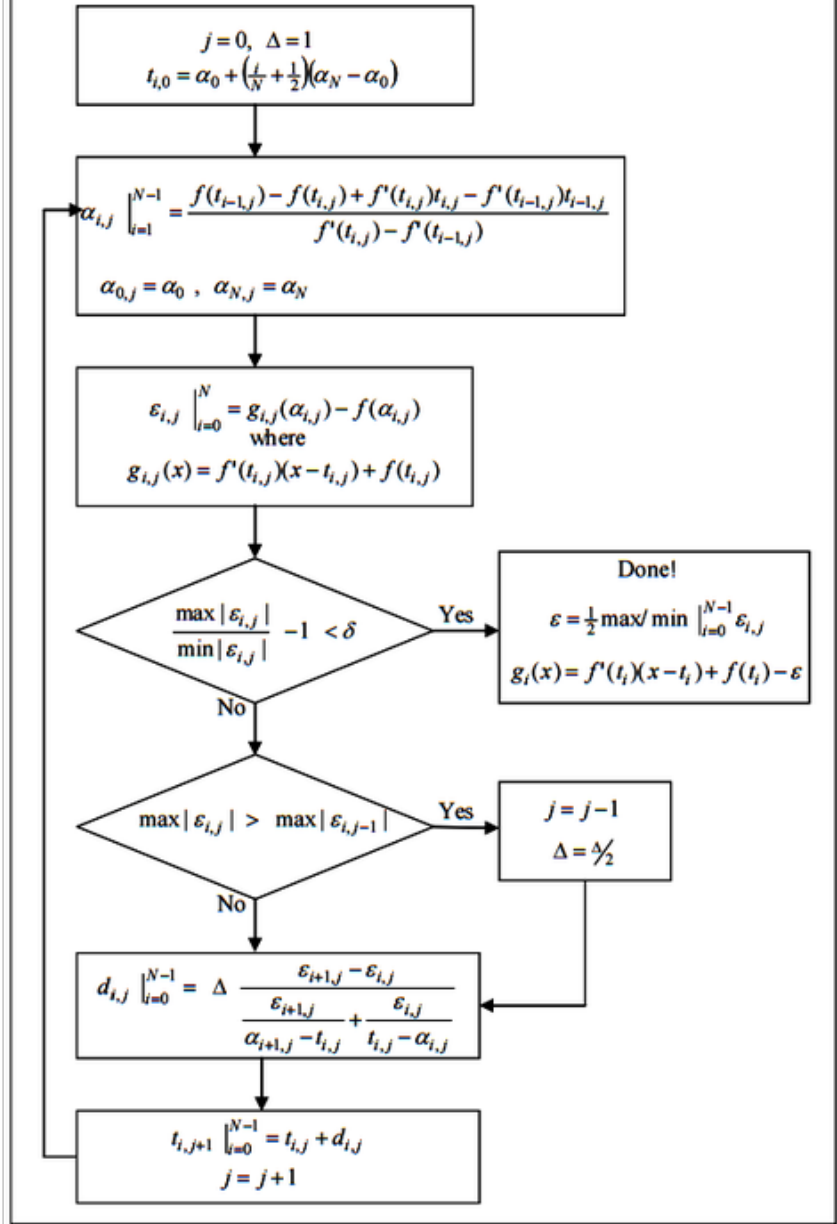 j = 0, Δ = 1
t_{i,0} = α_0 + (i/N + 1/2)(α_N − α_0)
α_{i,j} |_{i=1}^{N−1} = (f(t_{i−1,j}) − f(t_{i,j}) + f'(t_{i,j})t_{i,j} − f'(t_{i−1,j})t_{i−1,j}) / (f'(t_{i,j}) − f'(t_{i−1,j}))
α_{0,j} = α_0 , α_{N,j} = α_N
ε_{i,j} |_{i=0}^{N} = g_{i,j}(α_{i,j}) − f(α_{i,j})
where
g_{i,j}(x) = f'(t_{i,j})(x − t_{i,j}) + f(t_{i,j})
max | ε_{i,j} | / min | ε_{i,j} | −1 < δ
Yes
Done!
ε = 1/2 max/ min |_{i=0}^{N−1} ε_{i,j}
g_i(x) = f'(t_i)(x − t_i) + f(t_i) − ε
No
max | ε_{i,j} | > max | ε_{i,j−1} |
Yes
j = j − 1
Δ = Δ/2
No
d_{i,j} |_{i=0}^{N−1} = Δ (ε_{i+1,j} − ε_{i,j}) / (ε_{i+1,j} / (α_{i+1,j} − t_{i,j}) + ε_{i,j} / (t_{i,j} − α_{i,j}))
t_{i,j+1} |_{i=0}^{N−1} = t_{i,j} + d_{i,j}
j = j + 1